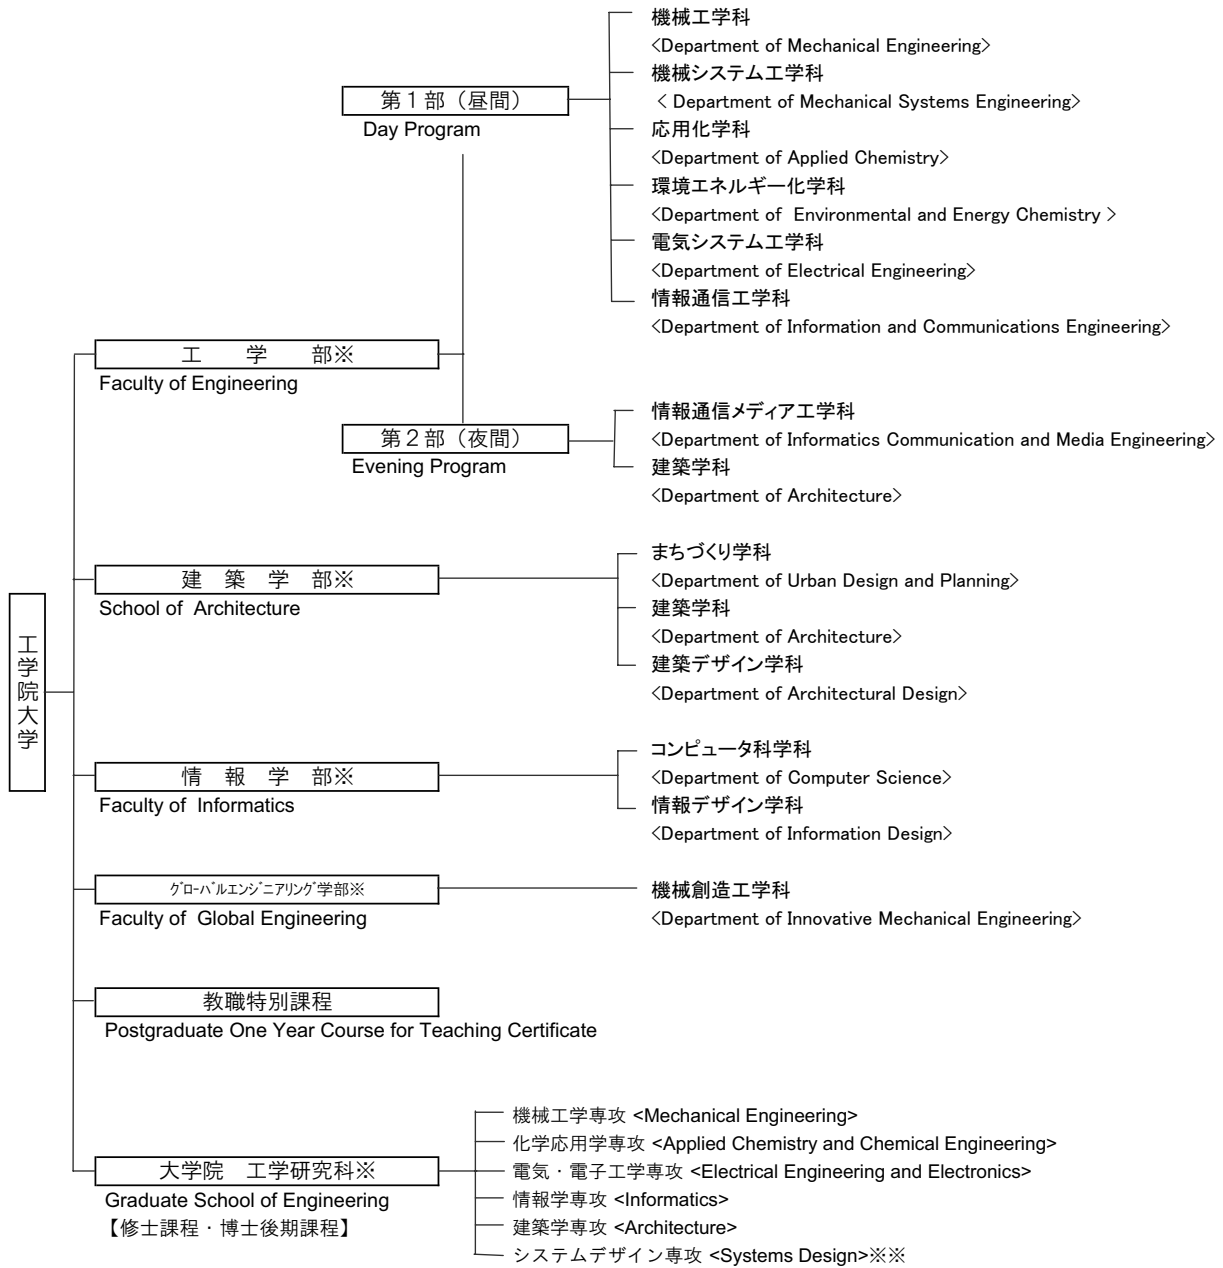 機械工学科
<Department of Mechanical Engineering>
機械システム工学科
< Department of Mechanical Systems Engineering>
第１部（昼間）
Day Program
応用化学科
<Department of Applied Chemistry>
環境エネルギー化学科
<Department of  Environmental and Energy Chemistry >
電気システム工学科
<Department of Electrical Engineering>
情報通信工学科
<Department of Information and Communications Engineering>
工　学　部※
Faculty of Engineering
情報通信メディア工学科
<Department of Informatics Communication and Media Engineering>
第２部（夜間）
Evening Program
建築学科
<Department of Architecture>
まちづくり学科
<Department of Urban Design and Planning>
建　築　学　部※
School of  Architecture
建築学科
<Department of Architecture>
建築デザイン学科
<Department of Architectural Design>
工学院大学
コンピュータ科学科
<Department of Computer Science>
情　報　学　部※
Faculty of  Informatics
情報デザイン学科
<Department of Information Design>
ｸﾞﾛｰﾊﾞﾙｴﾝｼﾞﾆｱﾘﾝｸﾞ学部※
Faculty of  Global Engineering
機械創造工学科
<Department of Innovative Mechanical Engineering>
教職特別課程
Postgraduate One Year Course for Teaching Certificate
機械工学専攻 <Mechanical Engineering>
化学応用学専攻 <Applied Chemistry and Chemical Engineering>
大学院　工学研究科※
Graduate School of Engineering
【修士課程・博士後期課程】
電気・電子工学専攻 <Electrical Engineering and Electronics>
情報学専攻 <Informatics>
建築学専攻 <Architecture>
システムデザイン専攻 <Systems Design>※※